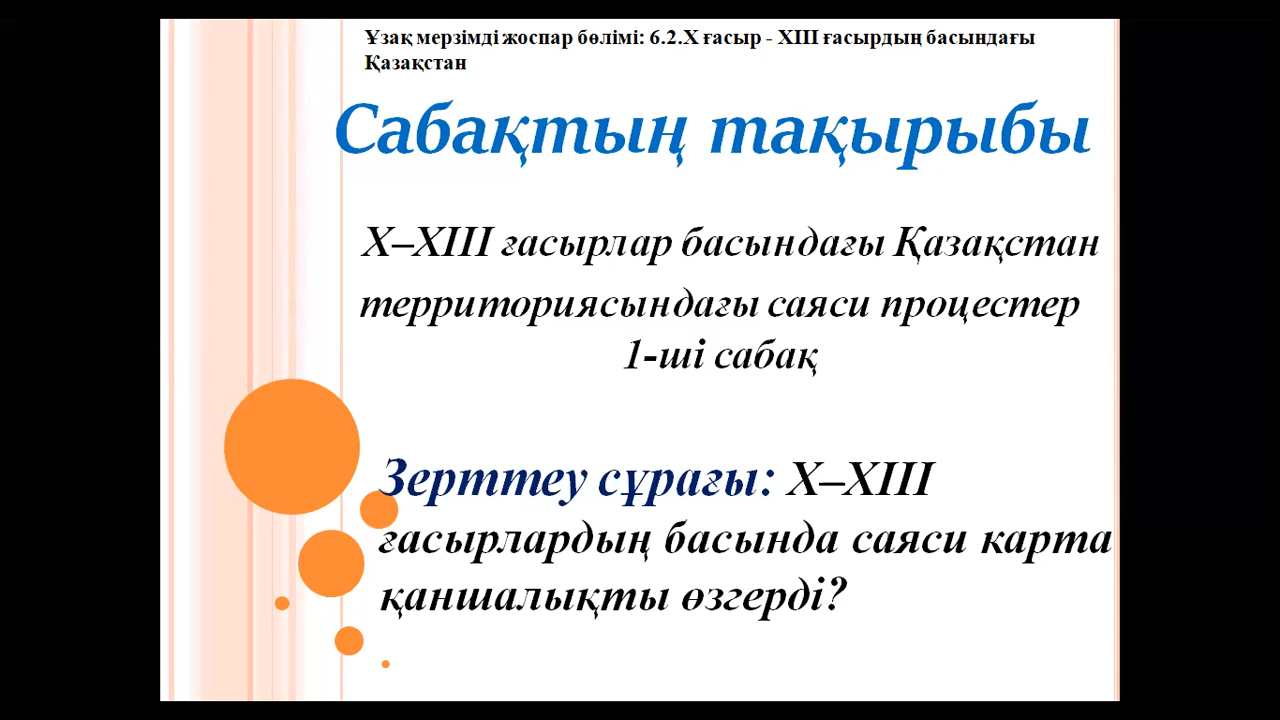 Ұзақ мерзімді жоспар бөлімі: 6.2.X ғасыр - XIII ғасырдың басындағы
Қазақстан
Сабақтың тақырыбы
X–XIII ғасырлар басындағы Қазақстан
территориясындағы саяси процестер
1-ші сабақ
Зерттеу сұрағы: X–XIII
ғасырлардың басында саяси карта
қаншалықты өзгерді?